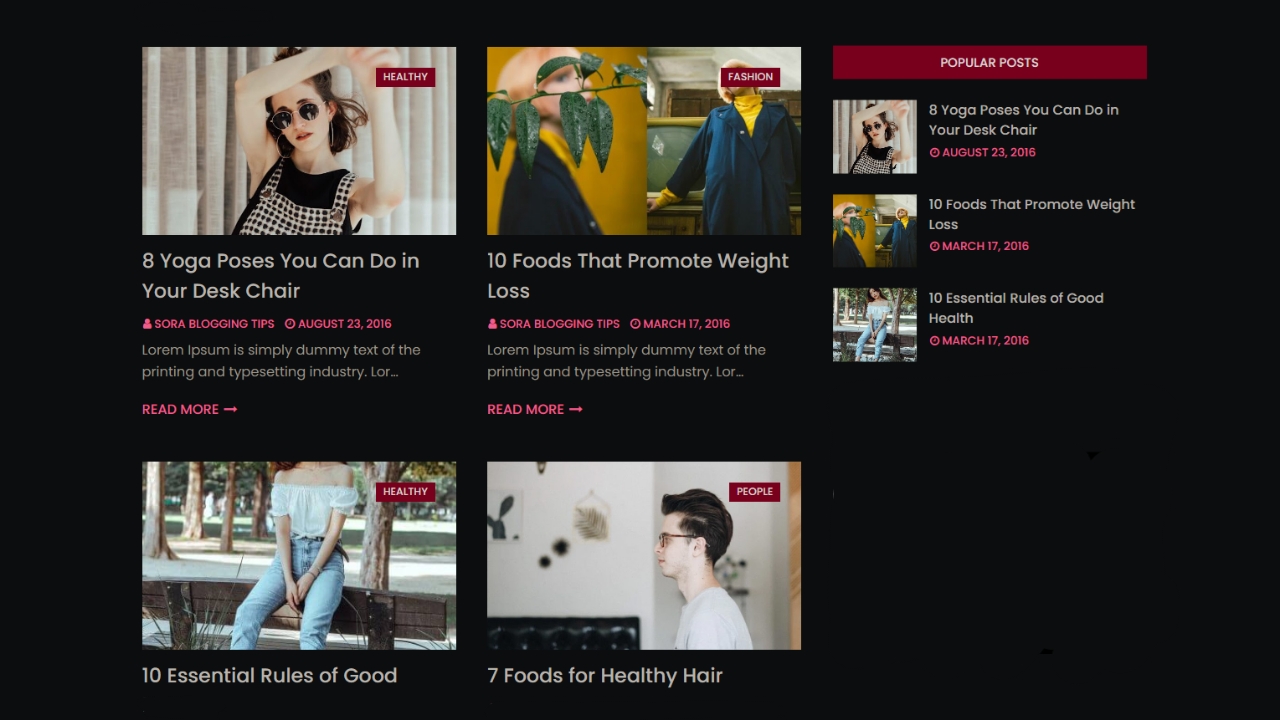 HEALTHY
8 Yoga Poses You Can Do in
Your Desk Chair
SORA BLOGGING TIPS AUGUST 23, 2016
Lorem Ipsum is simply dummy text of the
printing and typesetting industry. Lor...
READ MORE
FASHION
10 Foods That Promote Weight
Loss
SORA BLOGGING TIPS MARCH 17, 2016
Lorem Ipsum is simply dummy text of the
printing and typesetting industry. Lor...
READ MORE
HEALTHY
10 Essential Rules of Good
PEOPLE
7 Foods for Healthy Hair
POPULAR POSTS
8 Yoga Poses You Can Do in
Your Desk Chair
AUGUST 23, 2016
10 Foods That Promote Weight
Loss
MARCH 17, 2016
10 Essential Rules of Good
Health
MARCH 17, 2016